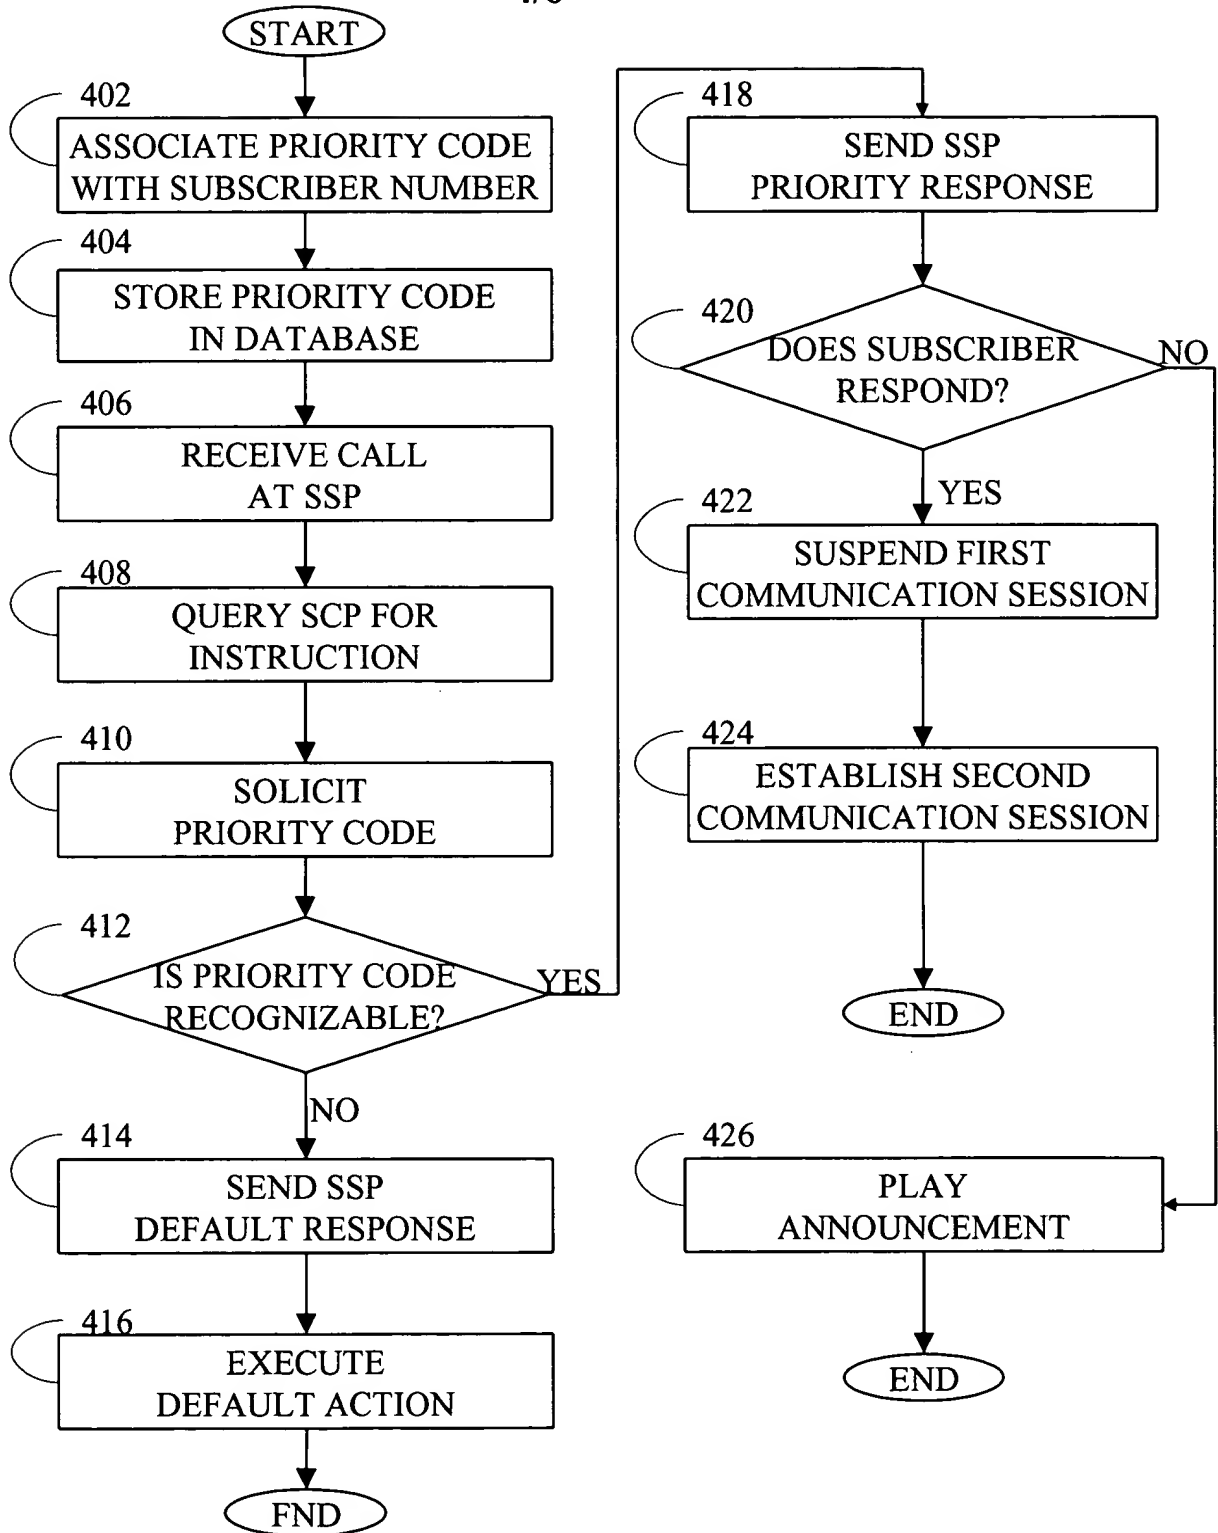 START
402
ASSOCIATE PRIORITY CODE
WITH SUBSCRIBER NUMBER
404
STORE PRIORITY CODE
IN DATABASE
406
RECEIVE CALL
AT SSP
408
QUERY SCP FOR
INSTRUCTION
410
SOLICIT
PRIORITY CODE
412
IS PRIORITY CODE
RECOGNIZABLE?
YES
NO
414
SEND SSP
DEFAULT RESPONSE
416
EXECUTE
DEFAULT ACTION
END
418
SEND SSP
PRIORITY RESPONSE
420
DOES SUBSCRIBER
RESPOND?
NO
YES
422
SUSPEND FIRST
COMMUNICATION SESSION
424
ESTABLISH SECOND
COMMUNICATION SESSION
END
426
PLAY
ANNOUNCEMENT
END